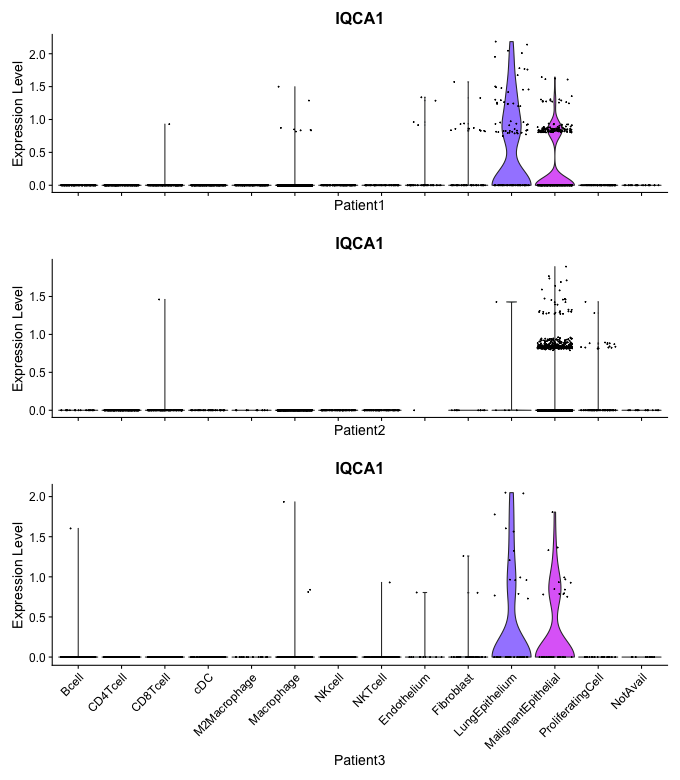 IQCA1
Expression Level
2.0
1.5
1.0
0.5
0.0
Patient1
IQCA1
Expression Level
1.5
1.0
0.5
0.0
Patient2
IQCA1
Expression Level
2.0
1.5
1.0
0.5
0.0
Bcell
CD4Tcell
CD8Tcell
cDC
M2Macrophage
Macrophage
NKcell
NKTcell
Endothelium
Fibroblast
LungEpithelium
MalignantEpithelial
ProliferatingCell
NotAvail
Patient3